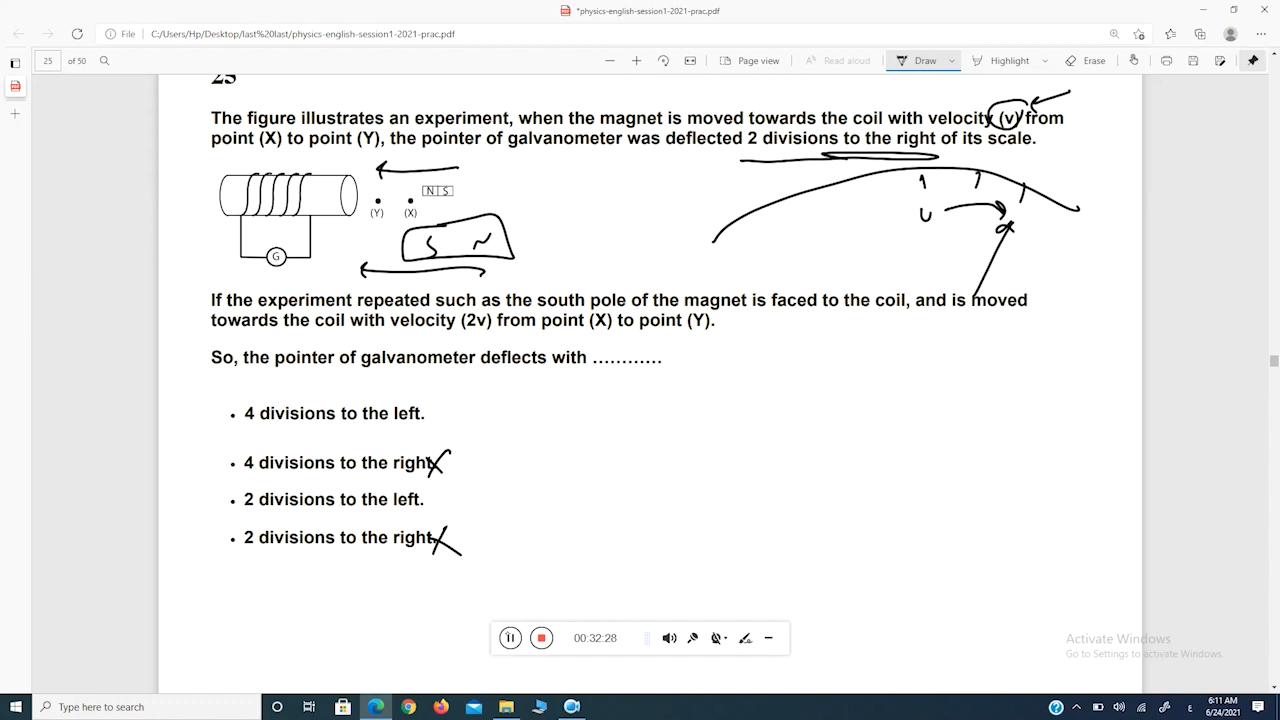 *physics-english-session1-2021-prac.pdf
File C:/Users/Hp/Desktop/last%20last/physics-english-session1-2021-prac.pdf
25 of 50 Page view Read aloud Draw Highlight Erase
25
The figure illustrates an experiment, when the magnet is moved towards the coil with velocity (v) from
point (X) to point (Y), the pointer of galvanometer was deflected 2 divisions to the right of its scale.
N S
(Y) (X)
S N
G
If the experiment repeated such as the south pole of the magnet is faced to the coil, and is moved
towards the coil with velocity (2v) from point (X) to point (Y).
So, the pointer of galvanometer deflects with ............
• 4 divisions to the left.
• 4 divisions to the right.
• 2 divisions to the left.
• 2 divisions to the right.
00:32:28
Activate Windows
Go to Settings to activate Windows.
Type here to search
6:11 AM
6/24/2021